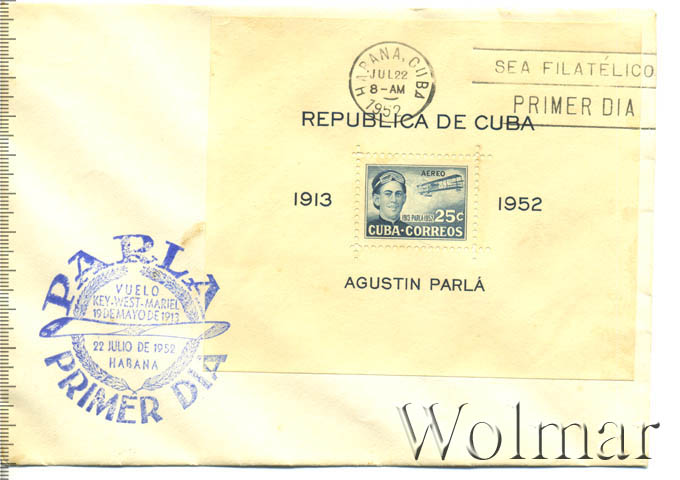 HABANA, CUBA
JUL 22
8-AM
1952
SEA FILATÉLICO
PRIMER DIA
REPUBLICA DE CUBA
1913
1952
AEREO
1913 PARLA 1952
25¢
CUBA·CORREOS
AGUSTIN PARLÁ
PARLA
VUELO
KEY-WEST-MARIEL
19 DE MAYO DE 1913
22 JULIO DE 1952
HABANA
PRIMER DIA
Wolmar